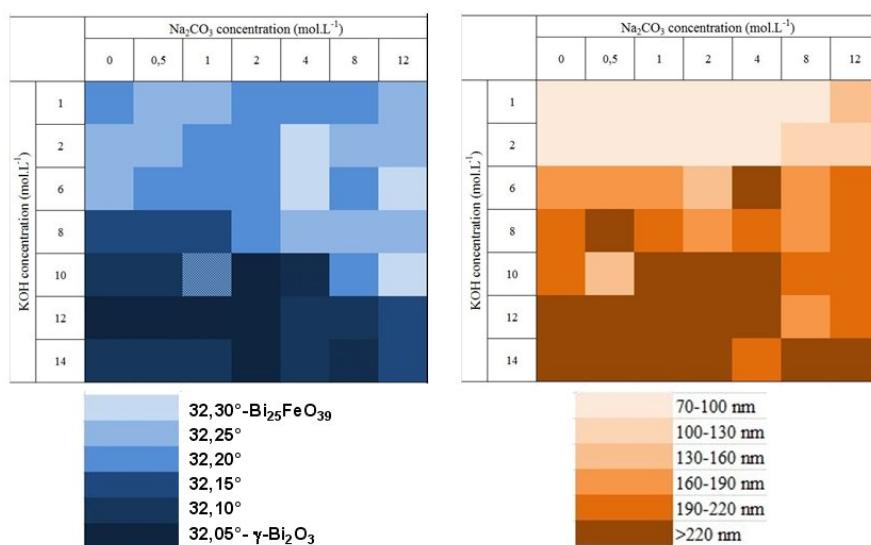 Na₂CO₃ concentration (mol.L⁻¹)
0 0,5 1 2 4 8 12
KOH concentration (mol.L⁻¹)
1
2
6
8
10
12
14
32,30°-Bi₂₅FeO₃₉
32,25°
32,20°
32,15°
32,10°
32,05°- γ-Bi₂O₃
Na₂CO₃ concentration (mol.L⁻¹)
0 0,5 1 2 4 8 12
KOH concentration (mol.L⁻¹)
1
2
6
8
10
12
14
70-100 nm
100-130 nm
130-160 nm
160-190 nm
190-220 nm
>220 nm